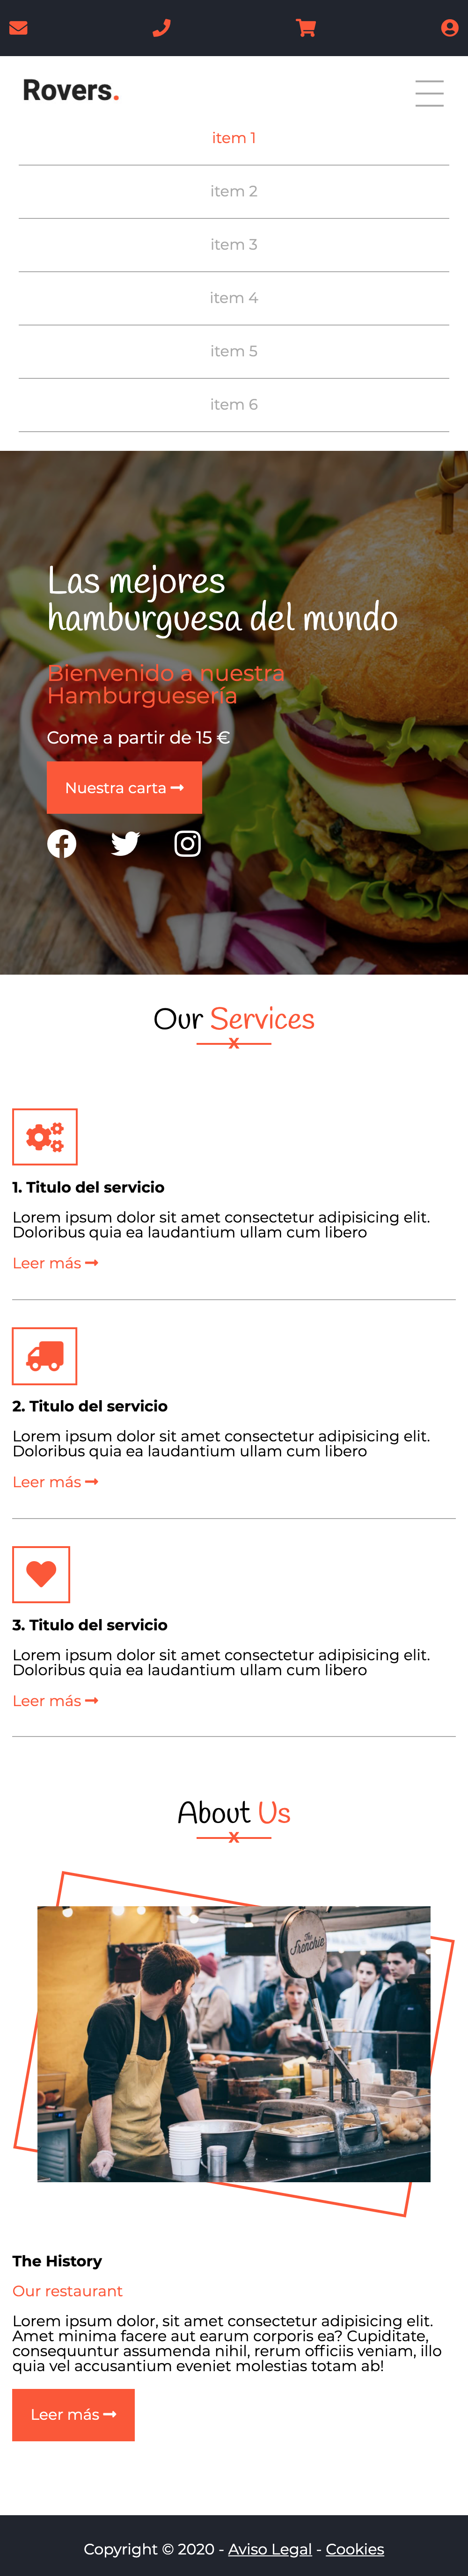 Rovers.
item 1
item 2
item 3
item 4
item 5
item 6
Las mejores
hamburguesa del mundo
Bienvenido a nuestra
Hamburguesería
Come a partir de 15 €
Nuestra carta
Our Services
x
1. Titulo del servicio
Lorem ipsum dolor sit amet consectetur adipisicing elit.
Doloribus quia ea laudantium ullam cum libero
Leer más
2. Titulo del servicio
Lorem ipsum dolor sit amet consectetur adipisicing elit.
Doloribus quia ea laudantium ullam cum libero
Leer más
3. Titulo del servicio
Lorem ipsum dolor sit amet consectetur adipisicing elit.
Doloribus quia ea laudantium ullam cum libero
Leer más
About Us
x
The
Frenchie
The History
Our restaurant
Lorem ipsum dolor, sit amet consectetur adipisicing elit.
Amet minima facere aut earum corporis ea? Cupiditate,
consequuntur assumenda nihil, rerum officiis veniam, illo
quia vel accusantium eveniet molestias totam ab!
Leer más
Copyright © 2020 - Aviso Legal - Cookies